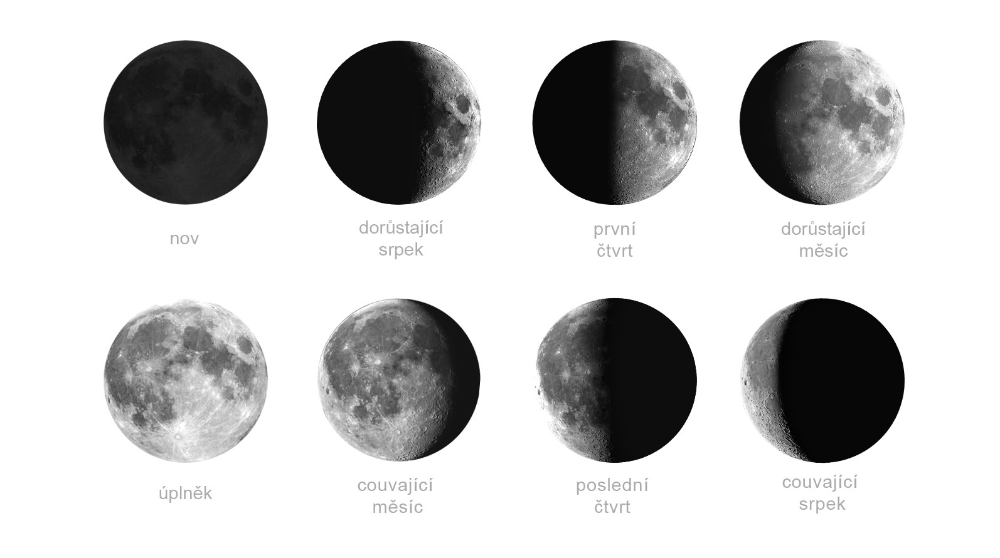 nov
dorůstající
srpek
první
čtvrt
dorůstající
měsíc
úplněk
couvající
měsíc
poslední
čtvrt
couvající
srpek